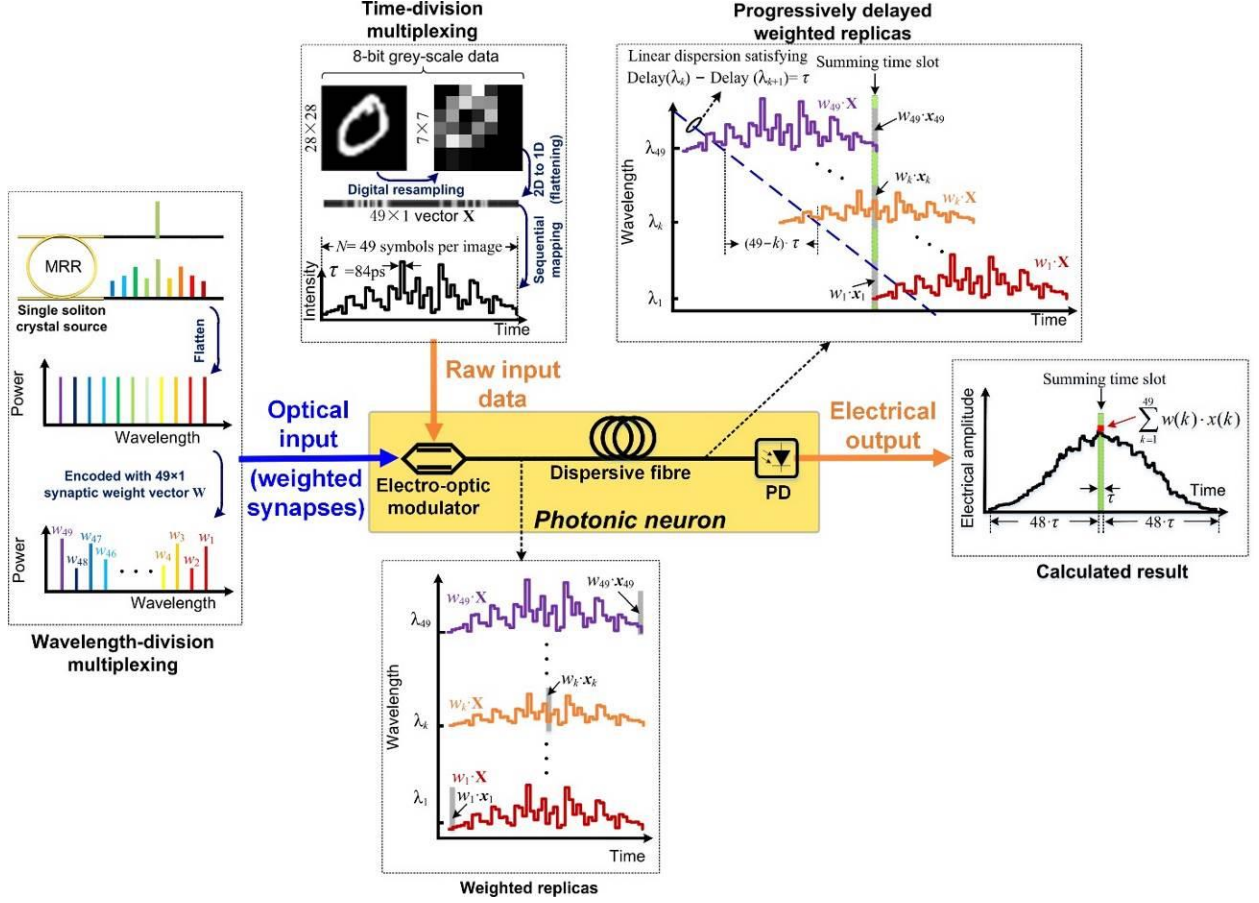 Time-division
multiplexing
8-bit grey-scale data
28×28
7×7
2D to 1D
(flattening)
Digital resampling
49×1 vector X
Sequential
mapping
N= 49 symbols per image
τ =84ps
Intensity
Time
Progressively delayed
weighted replicas
Linear dispersion satisfying
Delay(λk) − Delay (λk+1)= τ
Summing time slot
w49·X
w49·x49
λ49
wk·xk
wk·X
λk
(49−k)·τ
w1·X
w1·x1
λ1
Wavelength
Time
MRR
Single soliton
crystal source
Flatten
Power
Wavelength
Encoded with 49×1
synaptic weight vector W
w49
w48
w47
w46
w4
w3
w2
w1
Power
Wavelength
Wavelength-division
multiplexing
Optical
input
(weighted
synapses)
Raw input
data
Electro-optic
modulator
Dispersive fibre
PD
Photonic neuron
Electrical
output
Summing time slot
49
∑ w(k)·x(k)
k=1
Electrical amplitude
Time
τ
48·τ
48·τ
Calculated result
w49·x49
w49·X
λ49
wk·xk
wk·X
λk
w1·X
w1·x1
λ1
Wavelength
Time
Weighted replicas